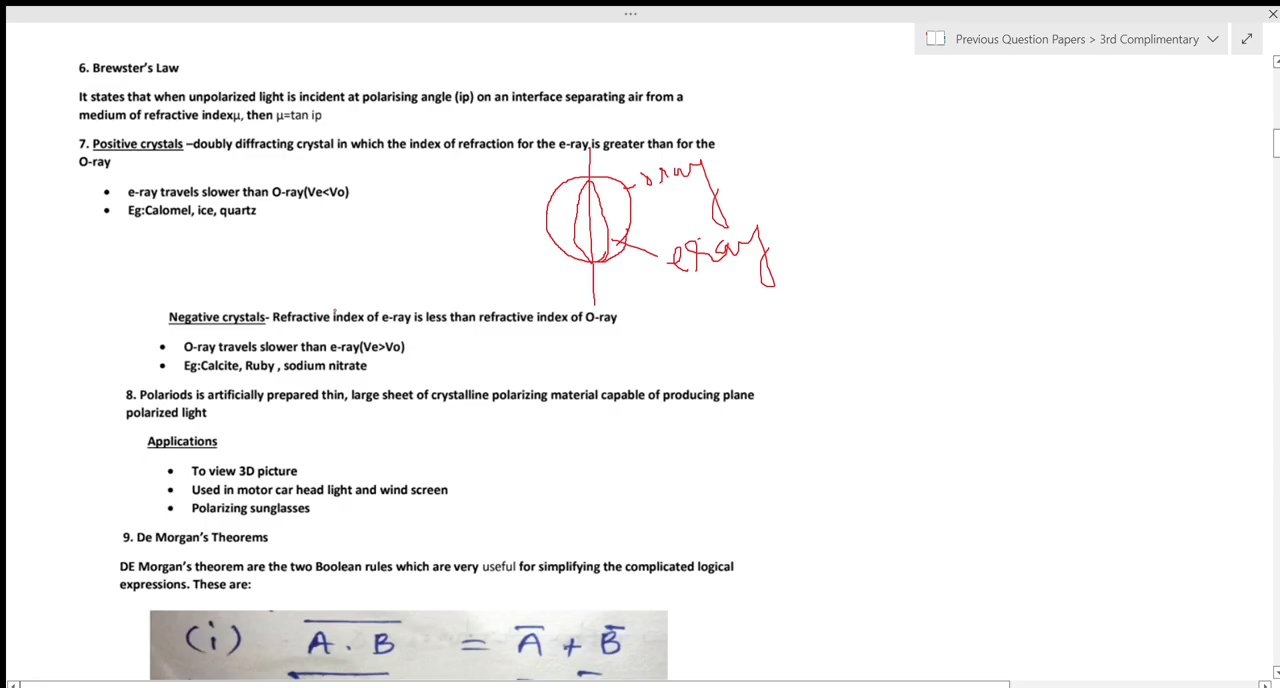 Previous Question Papers > 3rd Complimentary
6. Brewster's Law
It states that when unpolarized light is incident at polarising angle (ip) on an interface separating air from a
medium of refractive indexμ, then μ=tan ip
7. Positive crystals –doubly diffracting crystal in which the index of refraction for the e-ray is greater than for the
O-ray
e-ray travels slower than O-ray(Ve<Vo)
Eg:Calomel, ice, quartz
o ray
e ray
Negative crystals- Refractive index of e-ray is less than refractive index of O-ray
O-ray travels slower than e-ray(Ve>Vo)
Eg:Calcite, Ruby , sodium nitrate
8. Polariods is artificially prepared thin, large sheet of crystalline polarizing material capable of producing plane
polarized light
Applications
To view 3D picture
Used in motor car head light and wind screen
Polarizing sunglasses
9. De Morgan's Theorems
DE Morgan's theorem are the two Boolean rules which are very useful for simplifying the complicated logical
expressions. These are:
(i) A̅ ̅.̅ ̅B̅ = A̅ + B̅